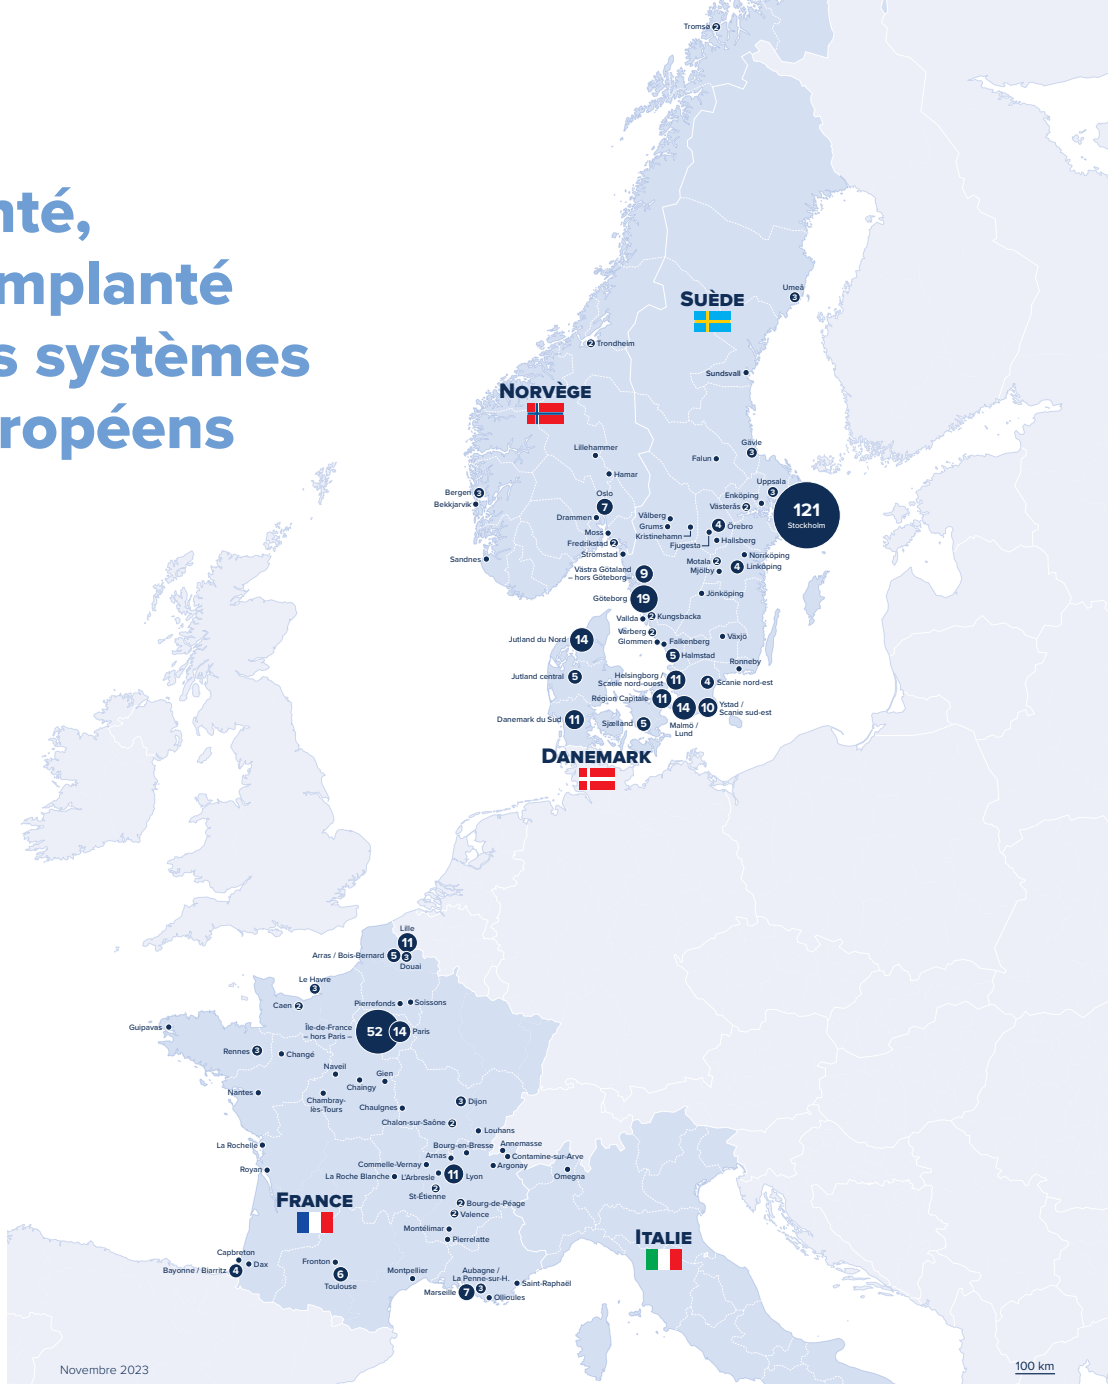 Tromsø 2
nté,
mplanté
s systèmes
ropéens
Umeå
3
Suède
2 Trondheim
Sundsvall
Norvège
Gävle
3
Lillehammer
Falun
Hamar
Uppsala
3
Bergen 3
Oslo
7
Enköping
Bekkjarvik
Västerås 2
121
Stockholm
Drammen
Vålberg
Grums
4 Örebro
Kristinehamn
Moss
Fredrikstad 2
Fjugesta
Hallsberg
Strömstad
Norrköping
Sandnes
Motala 2
4 Linköping
Mjölby
Västra Götaland
– hors Göteborg–
9
Jönköping
Göteborg 19
Vallda
2 Kungsbacka
Varberg 2
Växjö
Jutland du Nord 14
Glommen
Falkenberg
5 Halmstad
Ronneby
Jutland central 5
Helsingborg /
Scanie nord-ouest
11
4 Scanie nord-est
Région Capitale 11
14
Malmö /
Lund
10
Ystad /
Scanie sud-est
Danemark du Sud 11
Sjælland 5
Danemark
Lille
11
Arras / Bois-Bernard 5
3
Douai
Le Havre
3
Caen 2
Pierrefonds
Soissons
Guipavas
Île-de-France
– hors Paris –
52
14 Paris
Rennes 3
Changé
Naveil
Gien
Chaingy
Nantes
Chambray-
lès-Tours
Chaulgnes
3 Dijon
Chalon-sur-Saône 2
Louhans
La Rochelle
Bourg-en-Bresse
Annemasse
Arnas
Contamine-sur-Arve
Commelle-Vernay
Argonay
Royan
La Roche Blanche
L'Arbresle
11 Lyon
Omegna
2
St-Étienne
France
2 Bourg-de-Péage
2 Valence
Montélimar
Pierrelatte
Italie
Capbreton
Dax
Bayonne / Biarritz 4
Fronton
6
Toulouse
Montpellier
Aubagne /
La Penne-sur-H.
3
Saint-Raphaël
Marseille 7
Ollioules
Novembre 2023
100 km